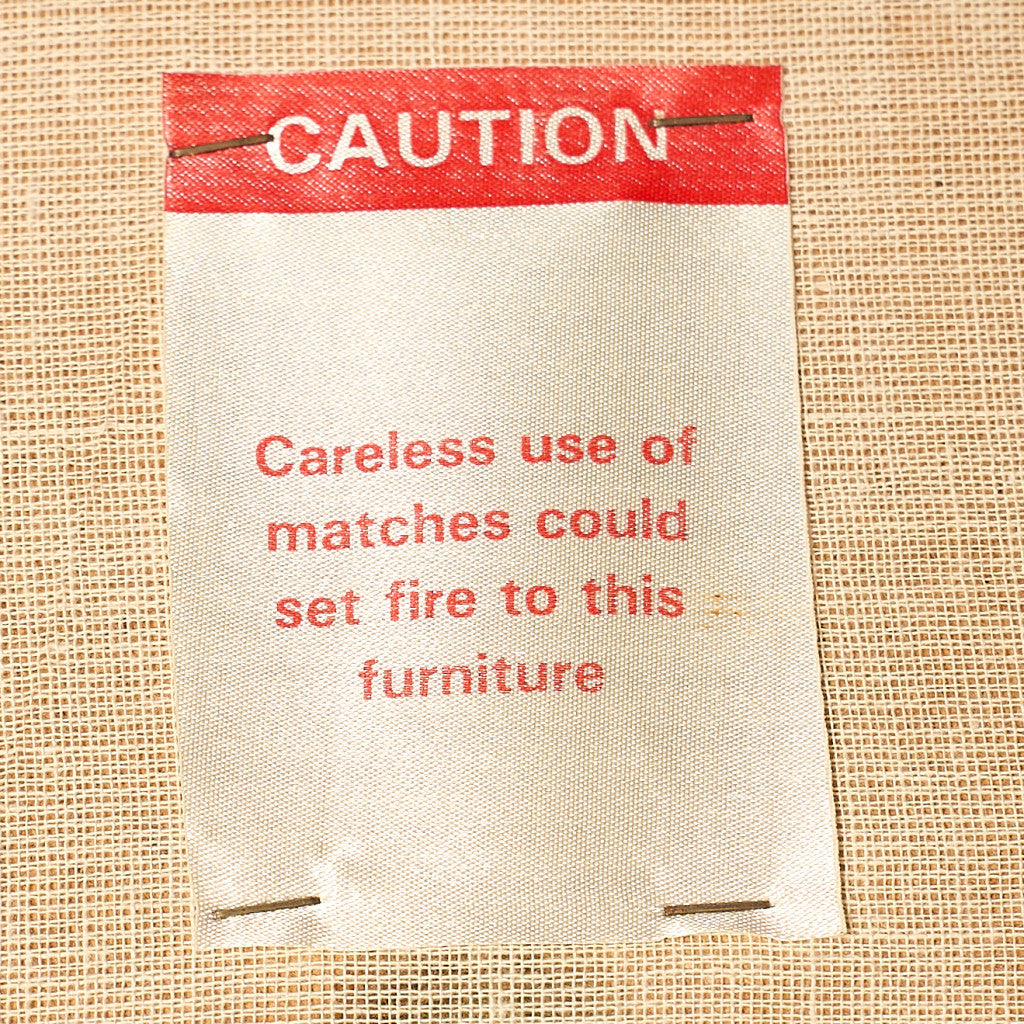 CAUTION
Careless use of
matches could
set fire to this
furniture